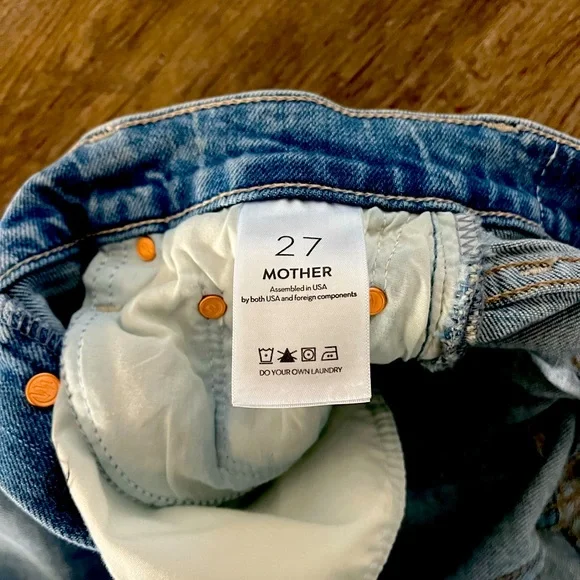 27
MOTHER
Assembled in USA
by both USA and foreign components
DO YOUR OWN LAUNDRY